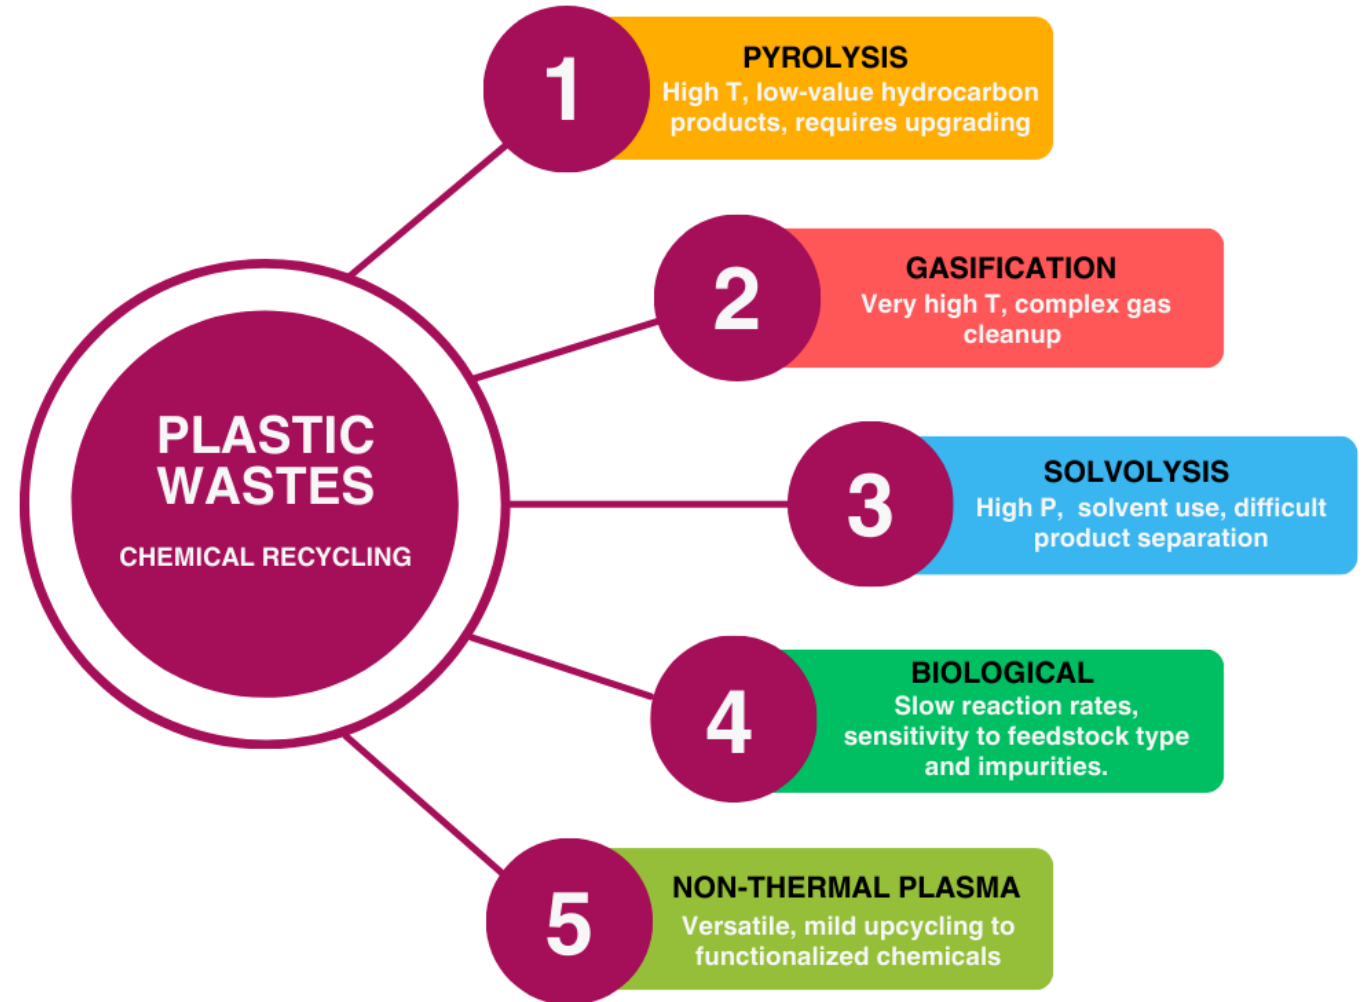 PLASTIC
WASTES
CHEMICAL RECYCLING
1
PYROLYSIS
High T, low-value hydrocarbon
products, requires upgrading
2
GASIFICATION
Very high T, complex gas
cleanup
3
SOLVOLYSIS
High P,  solvent use, difficult
product separation
4
BIOLOGICAL
Slow reaction rates,
sensitivity to feedstock type
and impurities.
5
NON-THERMAL PLASMA
Versatile, mild upcycling to
functionalized chemicals